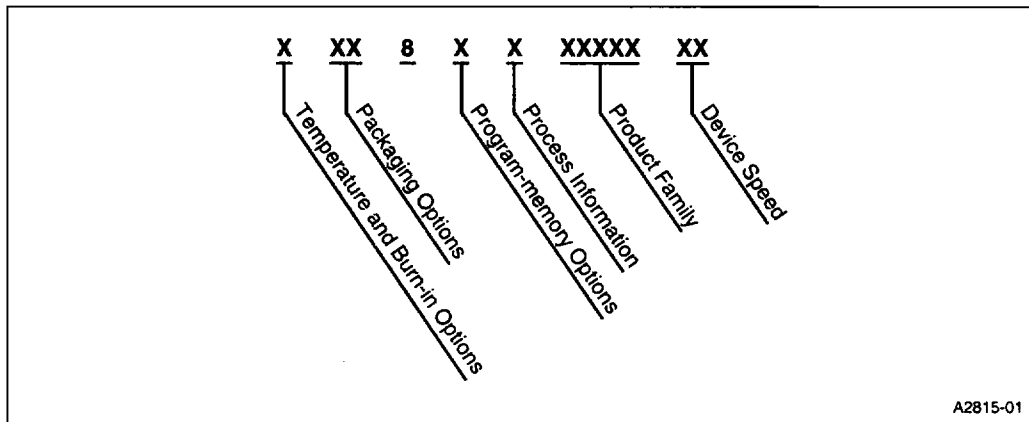 X XX 8 X X XXXXX XX
Temperature and Burn-in Options
Packaging Options
Program-memory Options
Process Information
Product Family
Device Speed
A2815-01